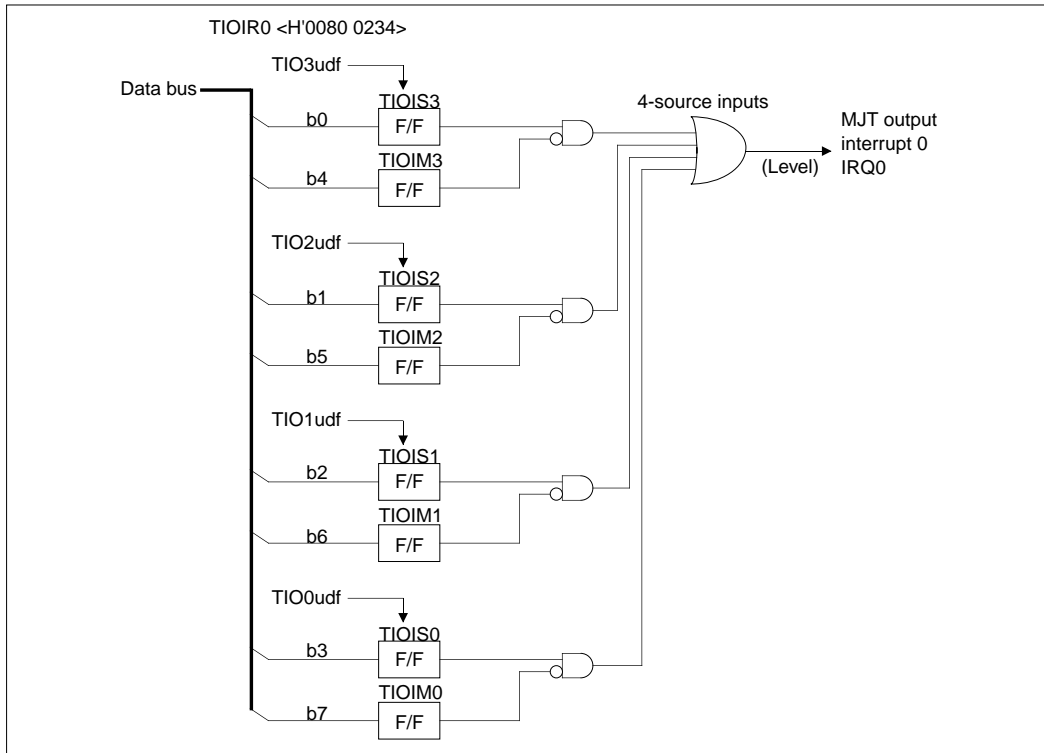 TIOIR0 <H'0080 0234>
TIO3udf
Data bus
TIOIS3
b0
F/F
TIOIM3
b4
F/F
4-source inputs
MJT output
interrupt 0
IRQ0
(Level)
TIO2udf
TIOIS2
b1
F/F
TIOIM2
b5
F/F
TIO1udf
TIOIS1
b2
F/F
TIOIM1
b6
F/F
TIO0udf
TIOIS0
b3
F/F
TIOIM0
b7
F/F